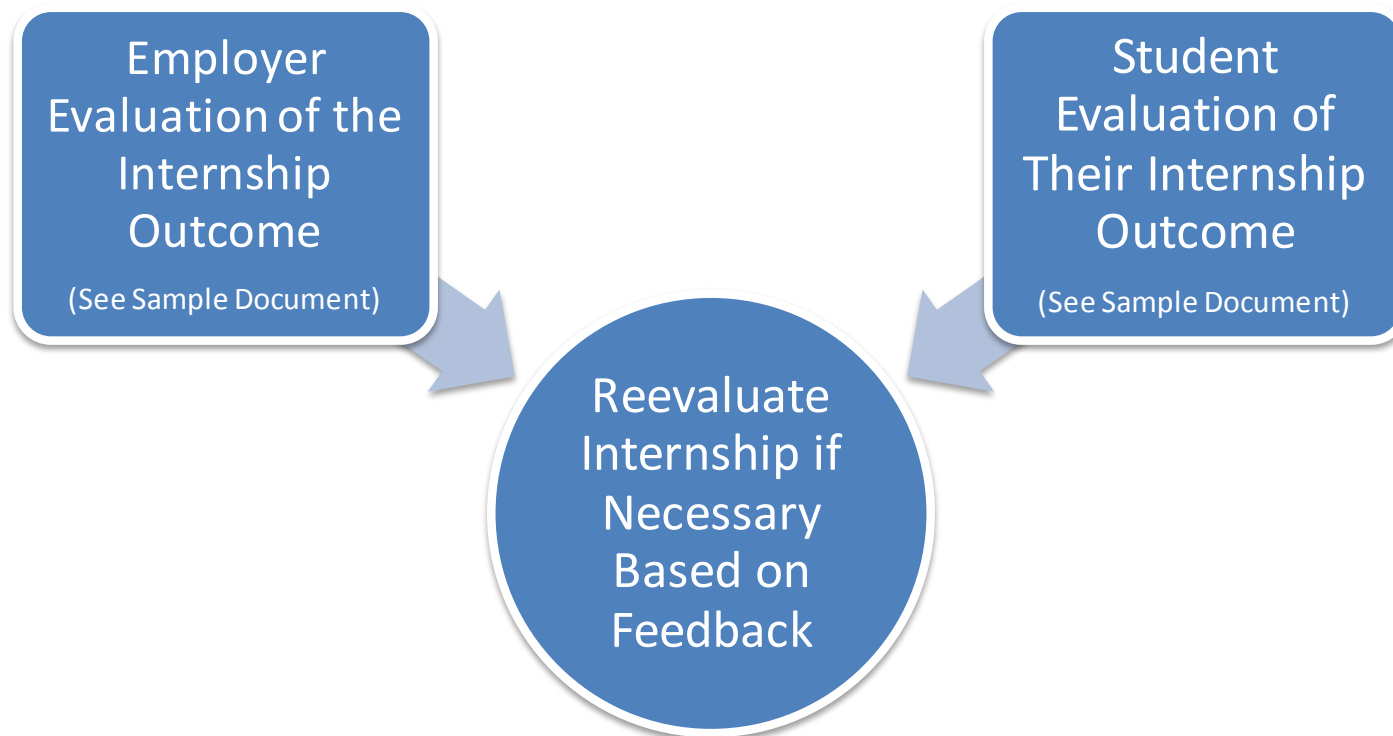 Employer
Evaluation of the
Internship
Outcome
(See Sample Document)
Student
Evaluation of
Their Internship
Outcome
(See Sample Document)
Reevaluate
Internship if
Necessary
Based on
Feedback